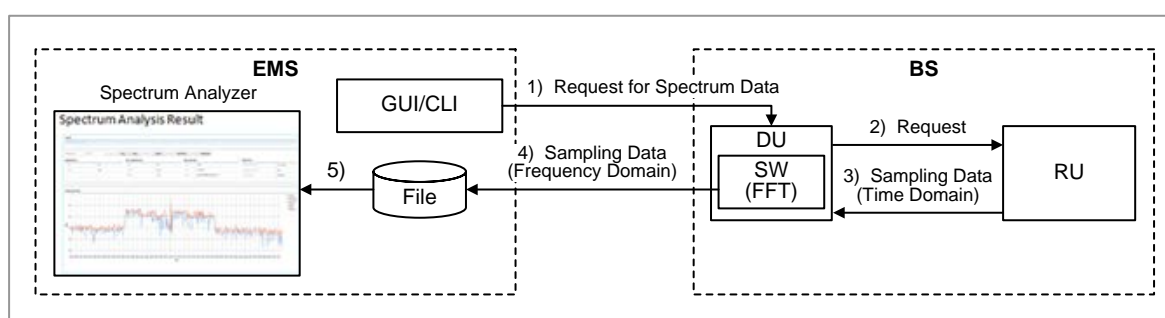 EMS
BS
Spectrum Analyzer
Spectrum Analysis Result
GUI/CLI
1) Request for Spectrum Data
DU
SW
(FFT)
2) Request
RU
3) Sampling Data
(Time Domain)
4) Sampling Data
(Frequency Domain)
File
5)